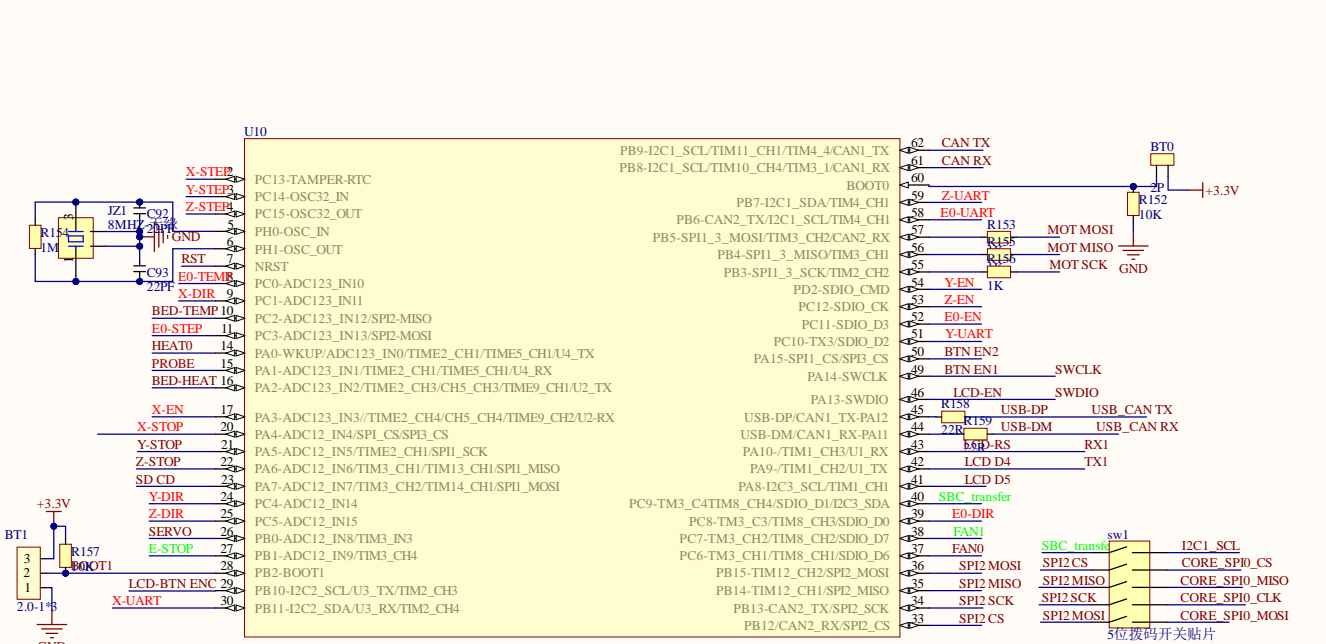 U10
X-STEP 2 PC13-TAMPER-RTC
Y-STEP 3 PC14-OSC32_IN
Z-STEP 4 PC15-OSC32_OUT
5 PH0-OSC_IN
6 PH1-OSC_OUT
RST 7 NRST
E0-TEMP 8 PC0-ADC123_IN10
X-DIR 9 PC1-ADC123_IN11
BED-TEMP 10 PC2-ADC123_IN12/SPI2-MISO
E0-STEP 11 PC3-ADC123_IN13/SPI2-MOSI
HEAT0 14 PA0-WKUP/ADC123_IN0/TIME2_CH1/TIME5_CH1/U4_TX
PROBE 15 PA1-ADC123_IN1/TIME2_CH1/TIME5_CH1/U4_RX
BED-HEAT 16 PA2-ADC123_IN2/TIME2_CH3/CH5_CH3/TIME9_CH1/U2_TX
X-EN 17 PA3-ADC123_IN3//TIME2_CH4/CH5_CH4/TIME9_CH2/U2-RX
X-STOP 20 PA4-ADC12_IN4/SPI_CS/SPI3_CS
Y-STOP 21 PA5-ADC12_IN5/TIME2_CH1/SPI1_SCK
Z-STOP 22 PA6-ADC12_IN6/TIM3_CH1/TIM13_CH1/SPI1_MISO
SD CD 23 PA7-ADC12_IN7/TIM3_CH2/TIM14_CH1/SPI1_MOSI
Y-DIR 24 PC4-ADC12_IN14
Z-DIR 25 PC5-ADC12_IN15
SERVO 26 PB0-ADC12_IN8/TIM3_IN3
E-STOP 27 PB1-ADC12_IN9/TIM3_CH4
BOOT1 28 PB2-BOOT1
LCD-BTN ENC 29 PB10-I2C2_SCL/U3_TX/TIM2_CH3
X-UART 30 PB11-I2C2_SDA/U3_RX/TIM2_CH4
PB9-I2C1_SCL/TIM11_CH1/TIM4_4/CAN1_TX 62 CAN TX
PB8-I2C1_SCL/TIM10_CH4/TIM3_1/CAN1_RX 61 CAN RX
BOOT0 60
PB7-I2C1_SDA/TIM4_CH1 59 Z-UART
PB6-CAN2_TX/I2C1_SCL/TIM4_CH1 58 E0-UART
PB5-SPI1_3_MOSI/TIM3_CH2/CAN2_RX 57 R153 MOT MOSI
PB4-SPI1_3_MISO/TIM3_CH1 56 R155 MOT MISO
PB3-SPI1_3_SCK/TIM2_CH2 55 R156 MOT SCK
1K
PD2-SDIO_CMD 54 Y-EN
PC12-SDIO_CK 53 Z-EN
PC11-SDIO_D3 52 E0-EN
PC10-TX3/SDIO_D2 51 Y-UART
PA15-SPI1_CS/SPI3_CS 50 BTN EN2
PA14-SWCLK 49 BTN EN1 SWCLK
PA13-SWDIO 46 LCD-EN SWDIO
USB-DP/CAN1_TX-PA12 45 R158 USB-DP USB_CAN TX
22R
USB-DM/CAN1_RX-PA11 44 R159 USB-DM USB_CAN RX
22R
PA10-/TIM1_CH3/U1_RX 43 LCD-RS RX1
PA9-/TIM1_CH2/U1_TX 42 LCD D4 TX1
PA8-I2C3_SCL/TIM1_CH1 41 LCD D5
PC9-TM3_C4TIM8_CH4/SDIO_D1/I2C3_SDA 40 SBC_transfer
PC8-TM3_C3/TIM8_CH3/SDIO_D0 39 E0-DIR
PC7-TM3_CH2/TIM8_CH2/SDIO_D7 38 FAN1
PC6-TM3_CH1/TIM8_CH1/SDIO_D6 37 FAN0
PB15-TIM12_CH2/SPI2_MOSI 36 SPI2 MOSI
PB14-TIM12_CH1/SPI2_MISO 35 SPI2 MISO
PB13-CAN2_TX/SPI2_SCK 34 SPI2 SCK
PB12/CAN2_RX/SPI2_CS 33 SPI2 CS
R154
1M
3
1
JZ1
8MHZ
C92
22PF
GND
C93
22PF
+3.3V
BT1
3
2
1
2.0-1*3
R157
10K
GND
BT0
2P
+3.3V
R152
10K
GND
sw1
SBC_transfe I2C1_SCL
SPI2 CS CORE_SPI0_CS
SPI2 MISO CORE_SPI0_MISO
SPI2 SCK CORE_SPI0_CLK
SPI2 MOSI CORE_SPI0_MOSI
5位拨码开关贴片